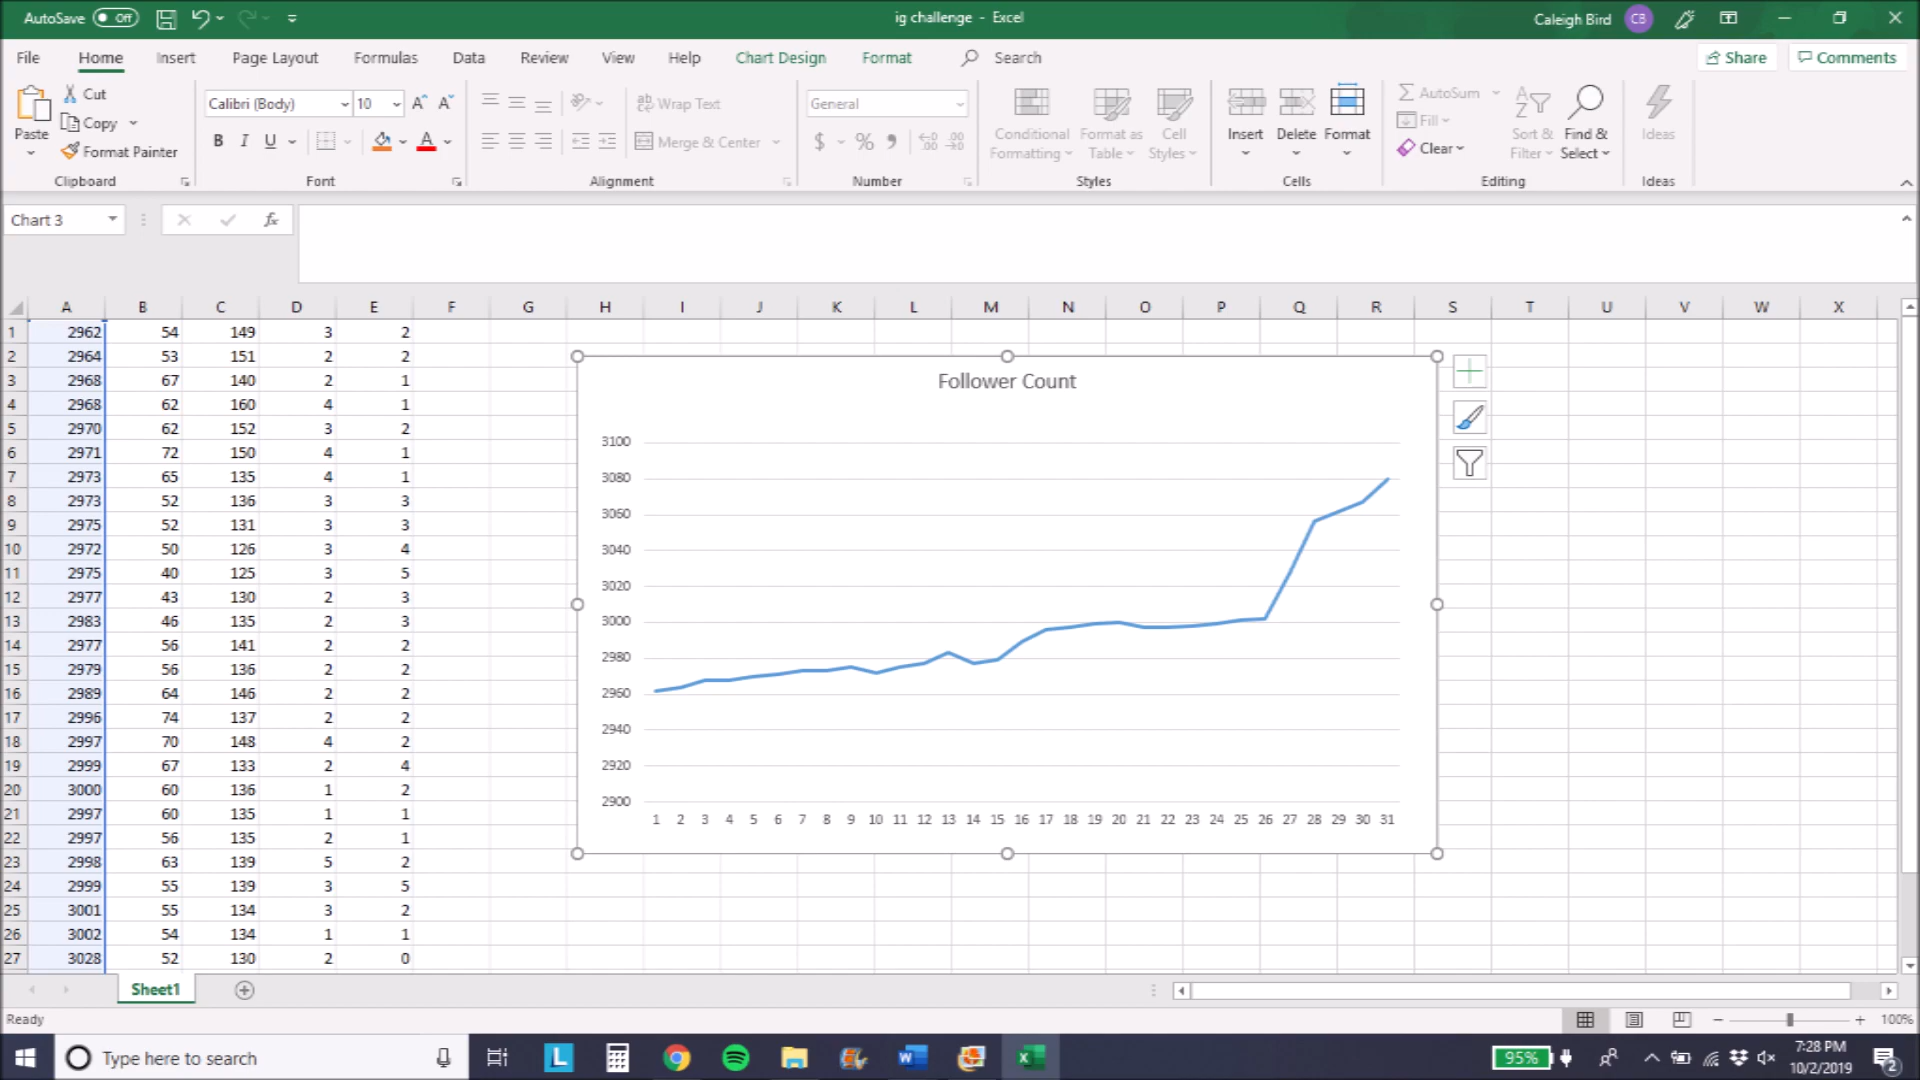 AutoSave Off
ig challenge - Excel
Caleigh Bird CB
File Home Insert Page Layout Formulas Data Review View Help Chart Design Format Search Share Comments
Paste
Cut
Copy
Format Painter
Clipboard
Calibri (Body) 10 A A
B I U A
Font
Wrap Text
Merge & Center
Alignment
General
$ % 9 .00 .00
Number
Conditional Formatting
Format as Table
Cell Styles
Styles
Insert Delete Format
Cells
AutoSum
Fill
Clear
Sort & Filter
Find & Select
Editing
Ideas
Ideas
Chart 3 fx
A B C D E F G H I J K L M N O P Q R S T U V W X
1 2962 54 149 3 2
2 2964 53 151 2 2
3 2968 67 140 2 1
4 2968 62 160 4 1
5 2970 62 152 3 2
6 2971 72 150 4 1
7 2973 65 135 4 1
8 2973 52 136 3 3
9 2975 52 131 3 3
10 2972 50 126 3 4
11 2975 40 125 3 5
12 2977 43 130 2 3
13 2983 46 135 2 3
14 2977 56 141 2 2
15 2979 56 136 2 2
16 2989 64 146 2 2
17 2996 74 137 2 2
18 2997 70 148 4 2
19 2999 67 133 2 4
20 3000 60 136 1 2
21 2997 60 135 1 1
22 2997 56 135 2 1
23 2998 63 139 5 2
24 2999 55 139 3 5
25 3001 55 134 3 2
26 3002 54 134 1 1
27 3028 52 130 2 0
Follower Count
3100
3080
3060
3040
3020
3000
2980
2960
2940
2920
2900
1 2 3 4 5 6 7 8 9 10 11 12 13 14 15 16 17 18 19 20 21 22 23 24 25 26 27 28 29 30 31
Sheet1
Ready
100%
Type here to search
L
W
X
95%
7:28 PM
10/2/2019
2